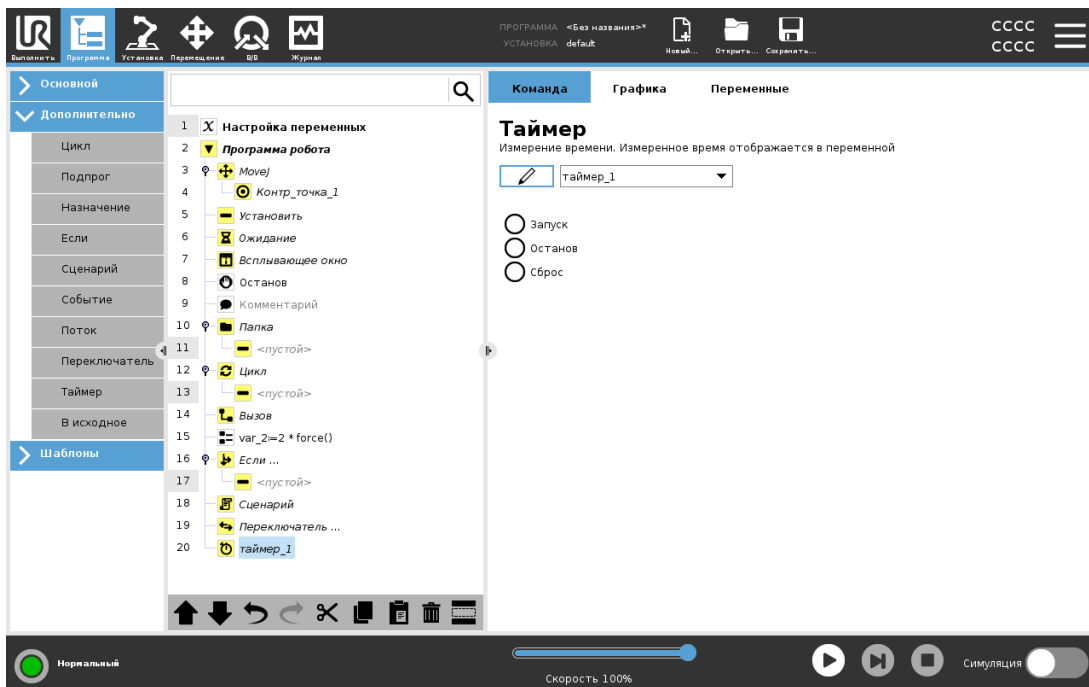 UR
Выполнить
Программа
Установка
Перемещение
В/В
Журнал
ПРОГРАММА <Без названия>*
УСТАНОВКА default
Новый...
Открыть...
Сохранить...
CCCC
CCCC
Основной
Дополнительно
Цикл
Подпрог
Назначение
Если
Сценарий
Событие
Поток
Переключатель
Таймер
В исходное
Шаблоны
1 X Настройка переменных
2 Программа робота
3 MoveJ
4 Контр_точка_1
5 Установить
6 Ожидание
7 Всплывающее окно
8 Останов
9 Комментарий
10 Папка
11 <пустой>
12 Цикл
13 <пустой>
14 Вызов
15 var_2≔2 * force()
16 Если ...
17 <пустой>
18 Сценарий
19 Переключатель ...
20 таймер_1
Команда
Графика
Переменные
Таймер
Измерение времени. Измеренное время отображается в переменной
таймер_1
Запуск
Останов
Сброс
Нормальный
Скорость 100%
Симуляция